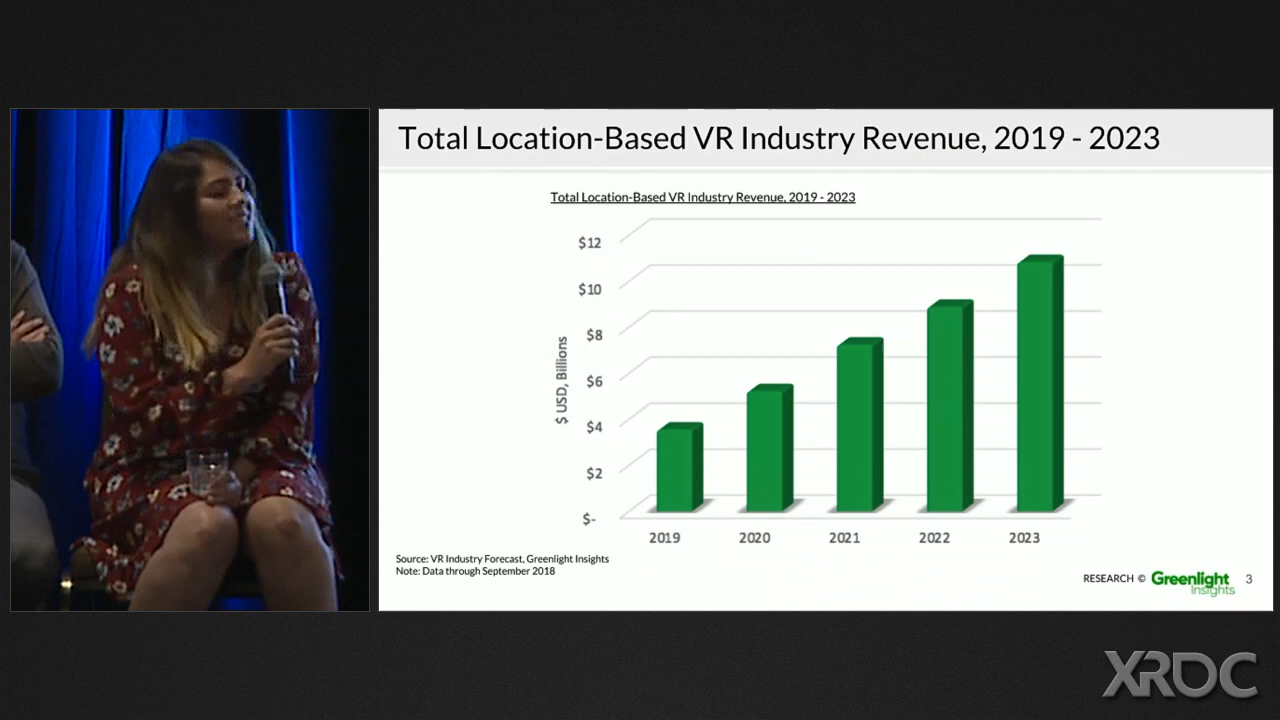 Total Location-Based VR Industry Revenue, 2019 - 2023
Total Location-Based VR Industry Revenue, 2019 - 2023
$12
$10
$8
$6
$4
$2
$-
$ USD, Billions
2019 2020 2021 2022 2023
Source: VR Industry Forecast, Greenlight Insights
Note: Data through September 2018
RESEARCH © Greenlight Insights 3
XRDC